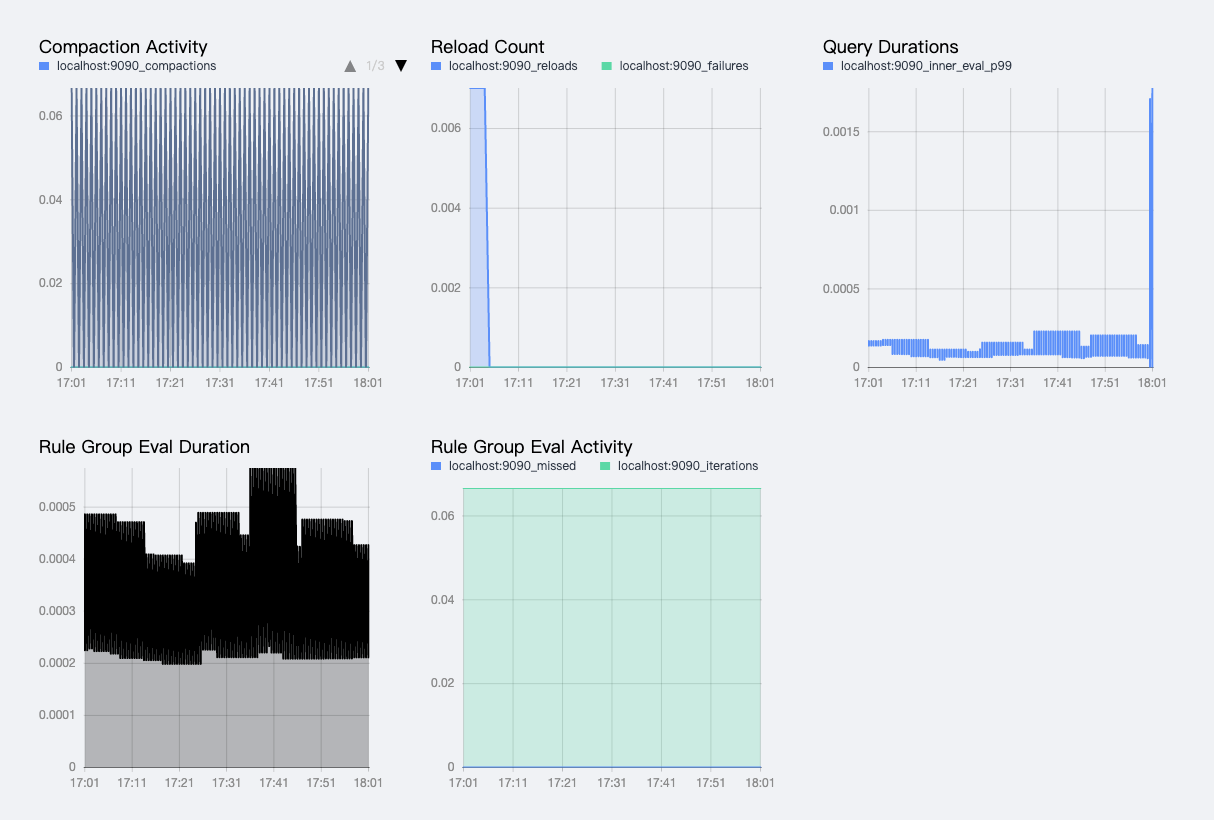 Compaction Activity
localhost:9090_compactions 1/3
0.06
0.04
0.02
0
17:01 17:11 17:21 17:31 17:41 17:51 18:01
Reload Count
localhost:9090_reloads localhost:9090_failures
0.006
0.004
0.002
0
17:01 17:11 17:21 17:31 17:41 17:51 18:01
Query Durations
localhost:9090_inner_eval_p99
0.0015
0.001
0.0005
0
17:01 17:11 17:21 17:31 17:41 17:51 18:01
Rule Group Eval Duration
0.0005
0.0004
0.0003
0.0002
0.0001
0
17:01 17:11 17:21 17:31 17:41 17:51 18:01
Rule Group Eval Activity
localhost:9090_missed localhost:9090_iterations
0.06
0.04
0.02
0
17:01 17:11 17:21 17:31 17:41 17:51 18:01